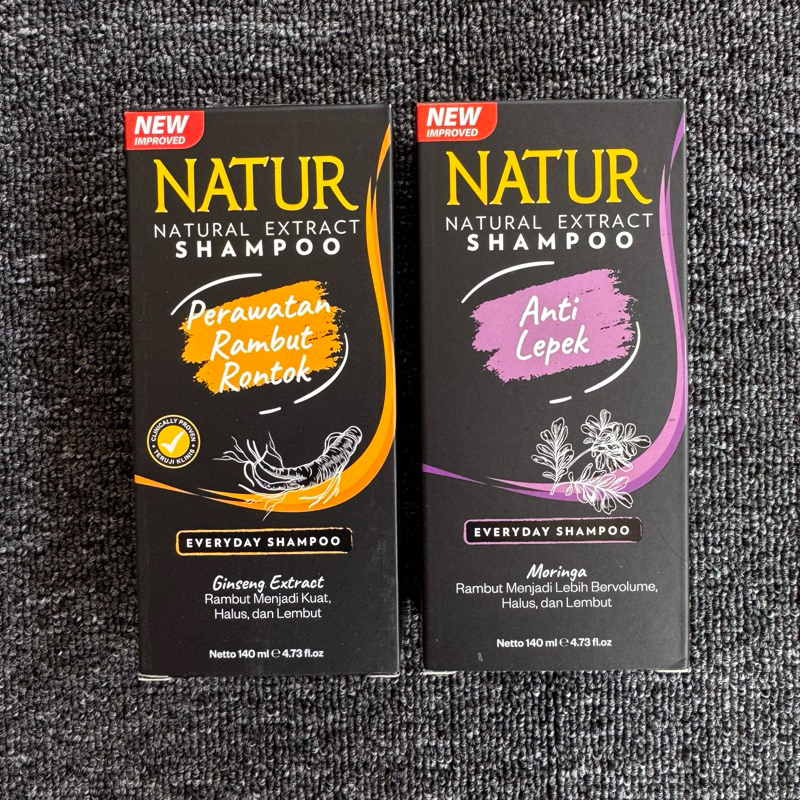 NEW
IMPROVED
NATUR
NATURAL EXTRACT
SHAMPOO
Perawatan
Rambut
Rontok
CLINICALLY PROVEN
TERUJI KLINIS
EVERYDAY SHAMPOO
Ginseng Extract
Rambut Menjadi Kuat,
Halus, dan Lembut
Netto 140 ml ℮ 4.73 fl.oz
NEW
IMPROVED
NATUR
NATURAL EXTRACT
SHAMPOO
Anti
Lepek
EVERYDAY SHAMPOO
Moringa
Rambut Menjadi Lebih Bervolume,
Halus, dan Lembut
Netto 140 ml ℮ 4.73 fl.oz